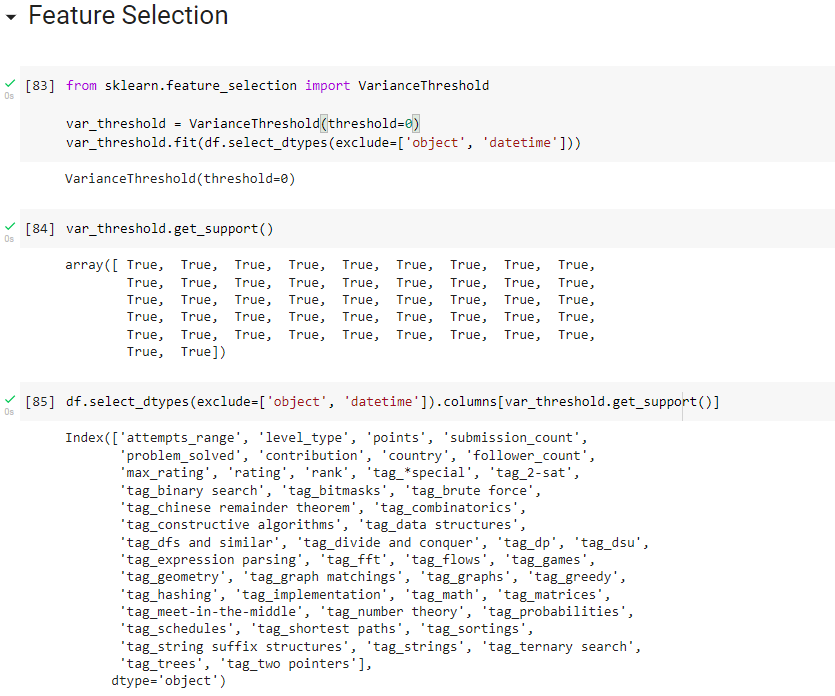 Feature Selection
[83] from sklearn.feature_selection import VarianceThreshold
var_threshold = VarianceThreshold(threshold=0)
var_threshold.fit(df.select_dtypes(exclude=['object', 'datetime']))
0s
VarianceThreshold(threshold=0)
[84] var_threshold.get_support()
0s
array([ True, True, True, True, True, True, True, True, True,
True, True, True, True, True, True, True, True, True,
True, True, True, True, True, True, True, True, True,
True, True, True, True, True, True, True, True, True,
True, True, True, True, True, True, True, True, True,
True, True])
[85] df.select_dtypes(exclude=['object', 'datetime']).columns[var_threshold.get_support()]
0s
Index(['attempts_range', 'level_type', 'points', 'submission_count',
'problem_solved', 'contribution', 'country', 'follower_count',
'max_rating', 'rating', 'rank', 'tag_*special', 'tag_2-sat',
'tag_binary search', 'tag_bitmasks', 'tag_brute force',
'tag_chinese remainder theorem', 'tag_combinatorics',
'tag_constructive algorithms', 'tag_data structures',
'tag_dfs and similar', 'tag_divide and conquer', 'tag_dp', 'tag_dsu',
'tag_expression parsing', 'tag_fft', 'tag_flows', 'tag_games',
'tag_geometry', 'tag_graph matchings', 'tag_graphs', 'tag_greedy',
'tag_hashing', 'tag_implementation', 'tag_math', 'tag_matrices',
'tag_meet-in-the-middle', 'tag_number theory', 'tag_probabilities',
'tag_schedules', 'tag_shortest paths', 'tag_sortings',
'tag_string suffix structures', 'tag_strings', 'tag_ternary search',
'tag_trees', 'tag_two pointers'],
dtype='object')